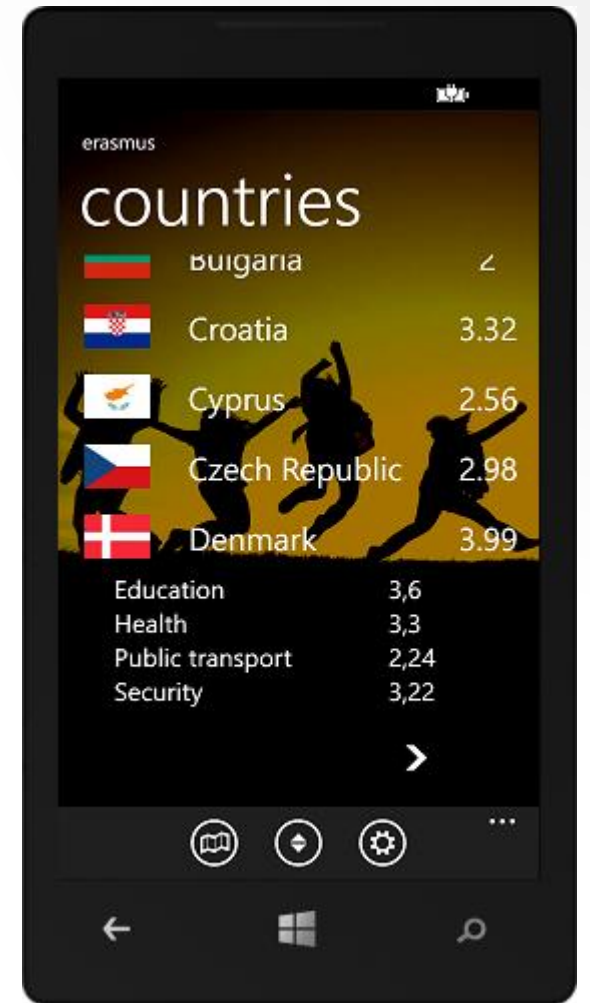 erasmus
countries
Bulgaria 2
Croatia 3.32
Cyprus 2.56
Czech Republic 2.98
Denmark 3.99
Education 3,6
Health 3,3
Public transport 2,24
Security 3,22
...